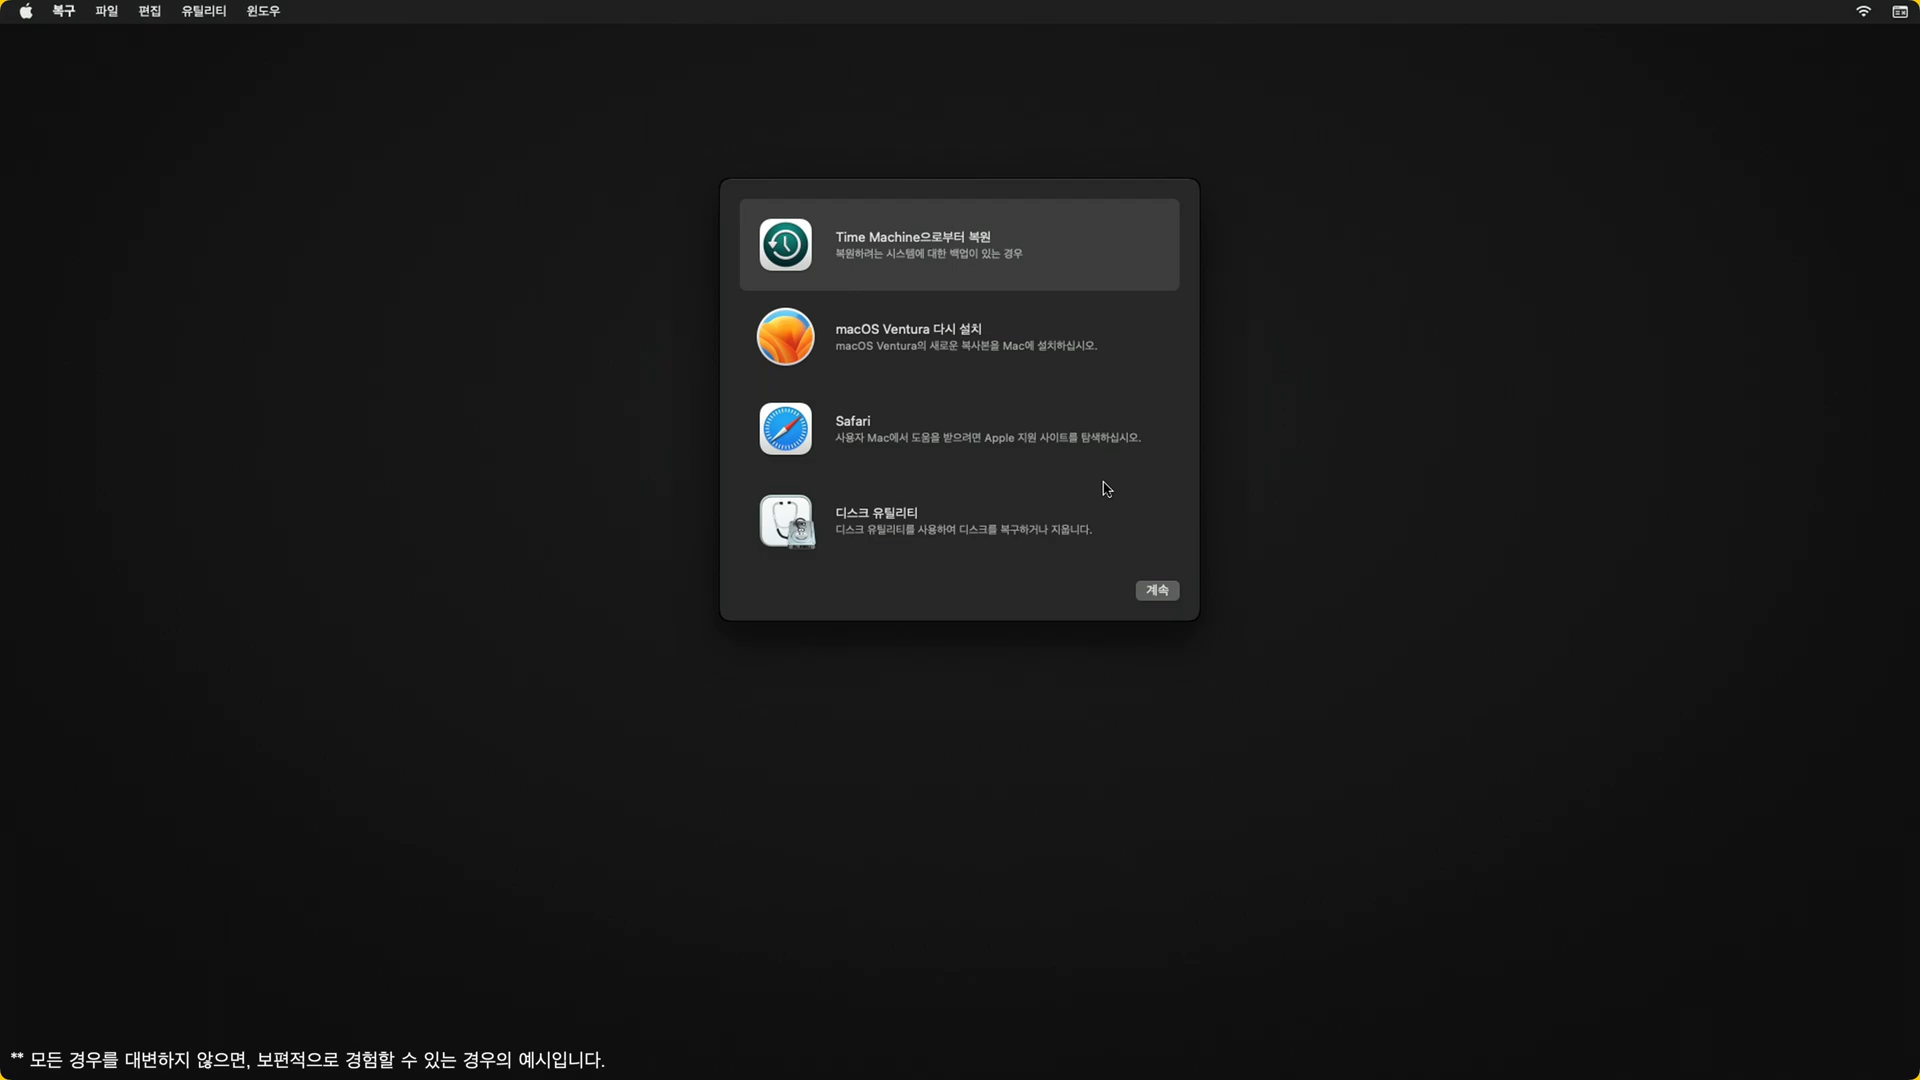 복구 파일 편집 유틸리티 윈도우
Time Machine으로부터 복원
복원하려는 시스템에 대한 백업이 있는 경우
macOS Ventura 다시 설치
macOS Ventura의 새로운 복사본을 Mac에 설치하십시오.
Safari
사용자 Mac에서 도움을 받으려면 Apple 지원 사이트를 탐색하십시오.
디스크 유틸리티
디스크 유틸리티를 사용하여 디스크를 복구하거나 지웁니다.
계속
** 모든 경우를 대변하지 않으면, 보편적으로 경험할 수 있는 경우의 예시입니다.